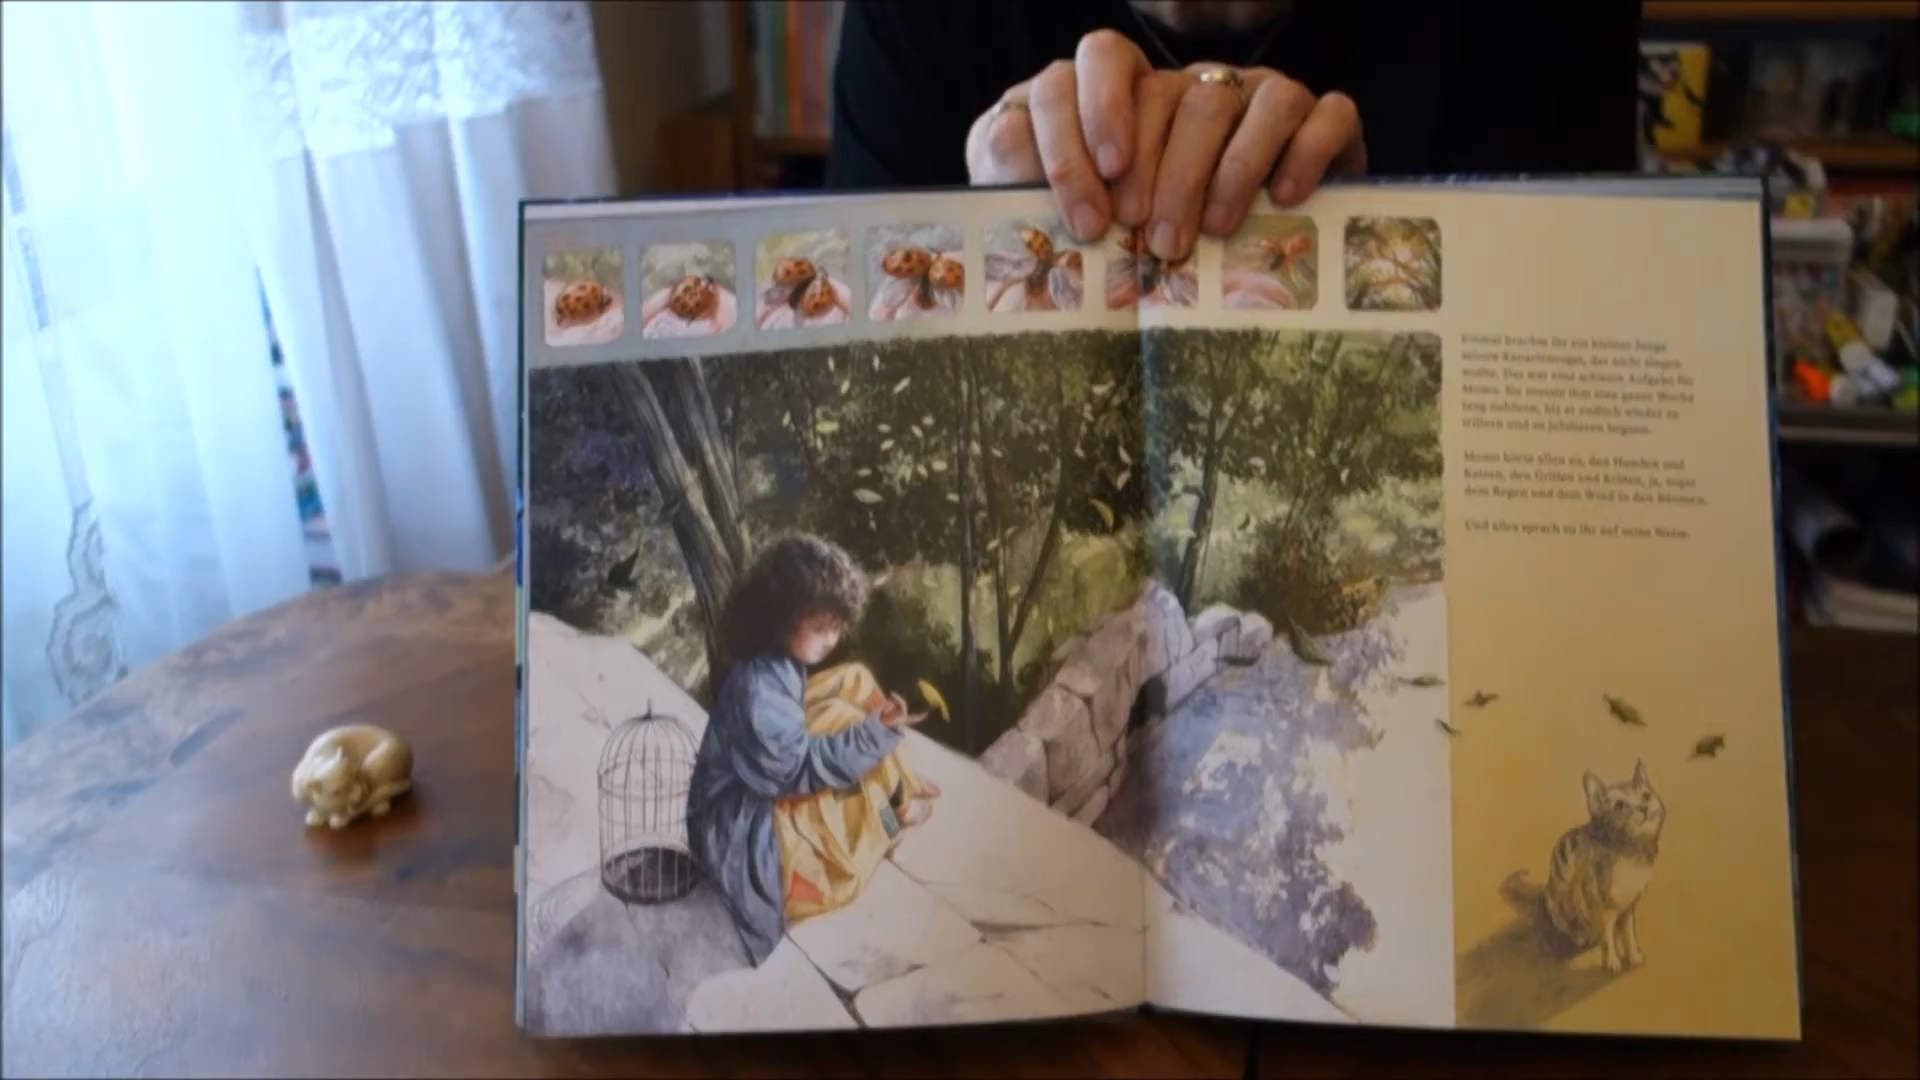 Einmal brachte ihr ein kleiner Junge
seinen Kanarienvogel, der nicht singen
wollte. Das war eine schwere Aufgabe für
Momo. Sie musste ihm eine ganze Woche
lang zuhören, bis er endlich wieder zu
trillern und zu jubilieren begann.
Momo hörte allen zu, den Hunden und
Katzen, den Grillen und Kröten, ja, sogar
dem Regen und dem Wind in den Bäumen.
Und alles sprach zu ihr auf seine Weise.